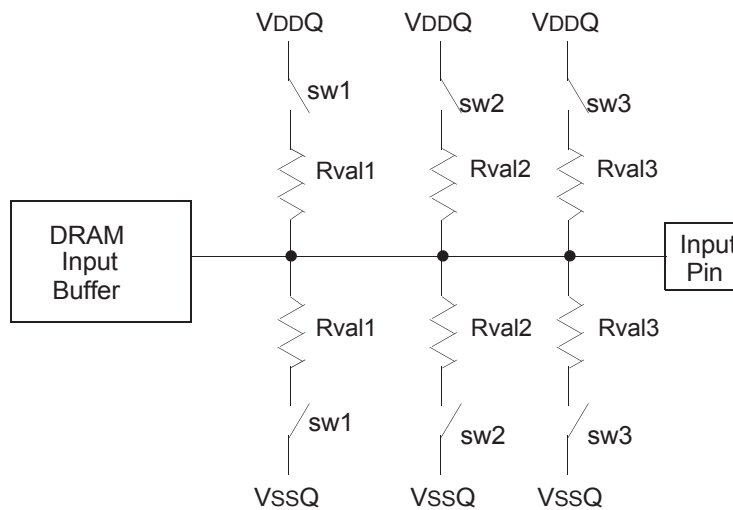 VDDQ VDDQ VDDQ
sw1 sw2 sw3
Rval1 Rval2 Rval3
DRAM
Input
Buffer
Input
Pin
Rval1 Rval2 Rval3
sw1 sw2 sw3
VSSQ VSSQ VSSQ